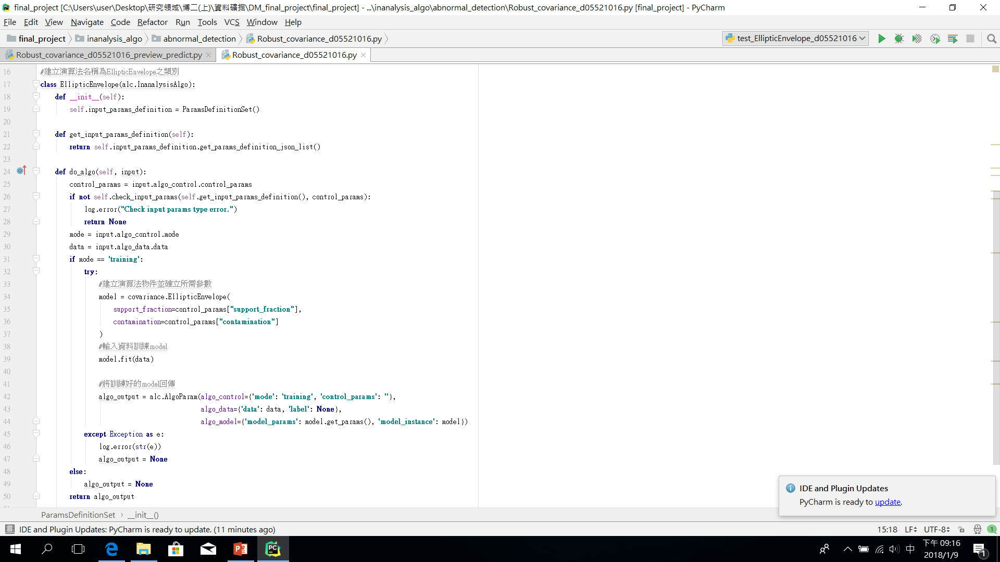 final_project [C:\Users\user\Desktop\研究領域\博二(上)\資料礦掘\DM_final_project\final_project] - ...\inanalysis_algo\abnormal_detection\Robust_covariance_d05521016.py [final_project] - PyCharm
File Edit View Navigate Code Refactor Run Tools VCS Window Help
final_project inanalysis_algo abnormal_detection Robust_covariance_d05521016.py test_EllipticEnvelope_d05521016
Robust_covariance_d05521016_preview_predict.py Robust_covariance_d05521016.py
16 #建立演算法名稱為EllipticEnvelope之類別
17 class EllipticEnvelope(alc.InanalysisAlgo):
18 def __init__(self):
19 self.input_params_definition = ParamsDefinitionSet()
20
21 def get_input_params_definition(self):
22 return self.input_params_definition.get_params_definition_json_list()
23
24 def do_algo(self, input):
25 control_params = input.algo_control.control_params
26 if not self.check_input_params(self.get_input_params_definition(), control_params):
27 log.error("Check input params type error.")
28 return None
29 mode = input.algo_control.mode
30 data = input.algo_data.data
31 if mode == 'training':
32 try:
33 #建立演算法物件並確立所需參數
34 model = covariance.EllipticEnvelope(
35 support_fraction=control_params["support_fraction"],
36 contamination=control_params["contamination"]
37 )
38 #輸入資料訓練model
39 model.fit(data)
40
41 #將訓練好的model回傳
42 algo_output = alc.AlgoParam(algo_control={'mode': 'training', 'control_params': ''},
43 algo_data={'data': data, 'label': None},
44 algo_model={'model_params': model.get_params(), 'model_instance': model})
45 except Exception as e:
46 log.error(str(e))
47 algo_output = None
48 else:
49 algo_output = None
50 return algo_output
IDE and Plugin Updates
PyCharm is ready to update.
ParamsDefinitionSet › __init__()
IDE and Plugin Updates: PyCharm is ready to update. (11 minutes ago) 15:18 LF UTF-8 1
中 下午 09:16
2018/1/9 1